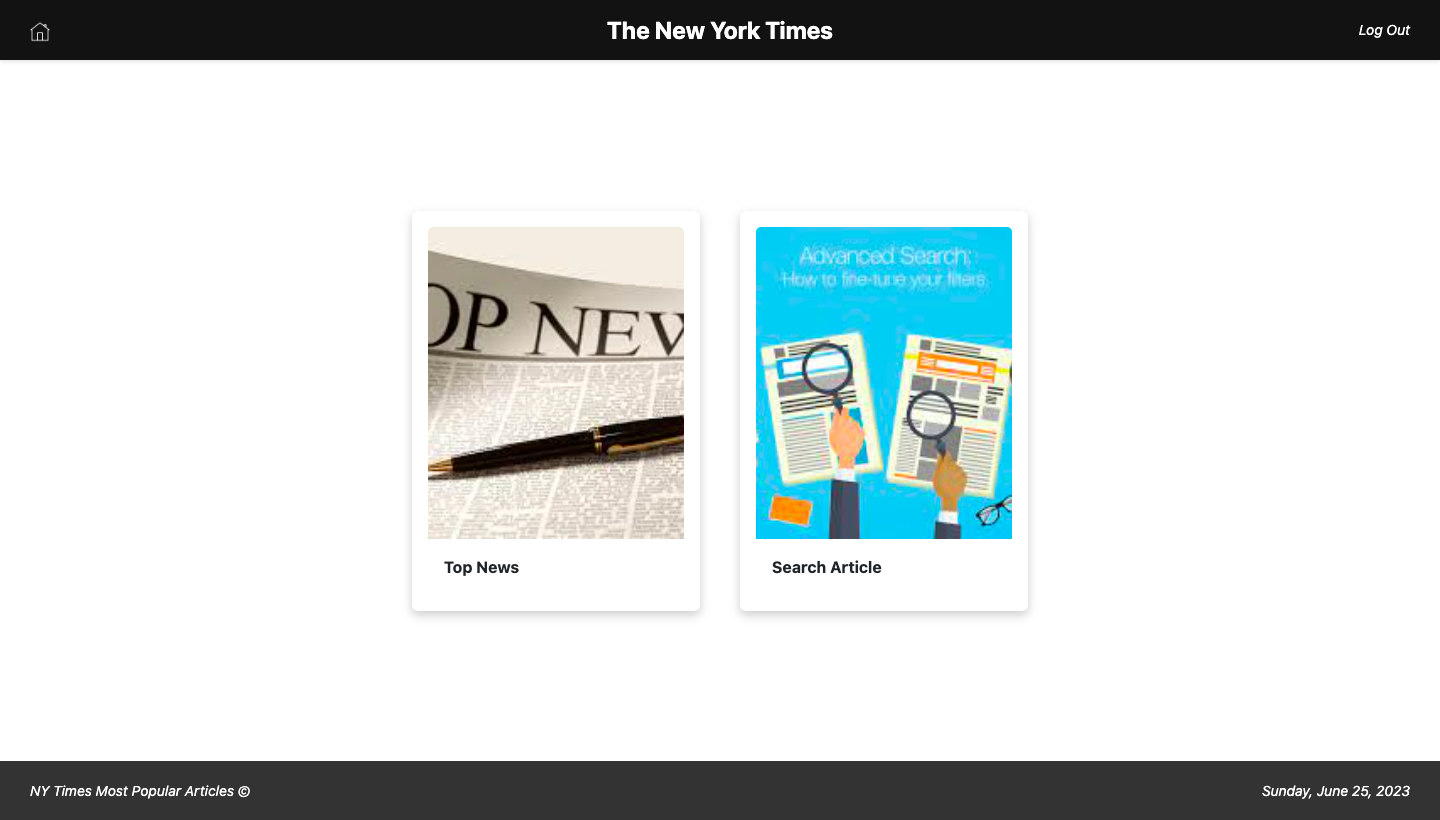 The New York Times
Log Out
OP NEW
Advanced Search:
How to fine-tune your filters
Top News
Search Article
NY Times Most Popular Articles ©
Sunday, June 25, 2023